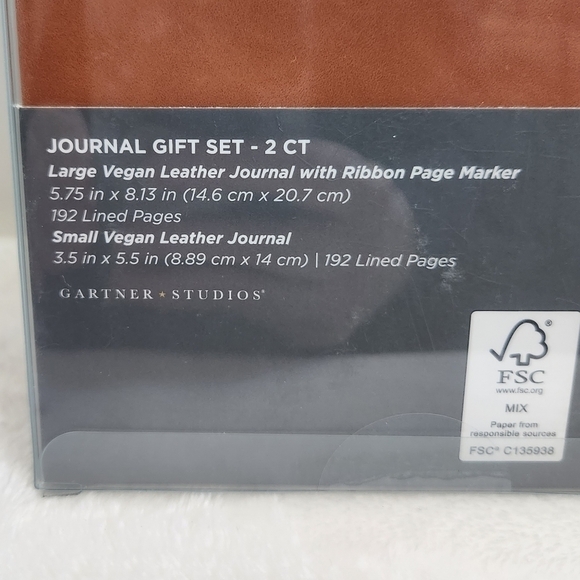 JOURNAL GIFT SET - 2 CT
Large Vegan Leather Journal with Ribbon Page Marker
5.75 in x 8.13 in (14.6 cm x 20.7 cm)
192 Lined Pages
Small Vegan Leather Journal
3.5 in x 5.5 in (8.89 cm x 14 cm) | 192 Lined Pages
GARTNER ★ STUDIOS®
®
FSC
www.fsc.org
MIX
Paper from
responsible sources
FSC® C135938